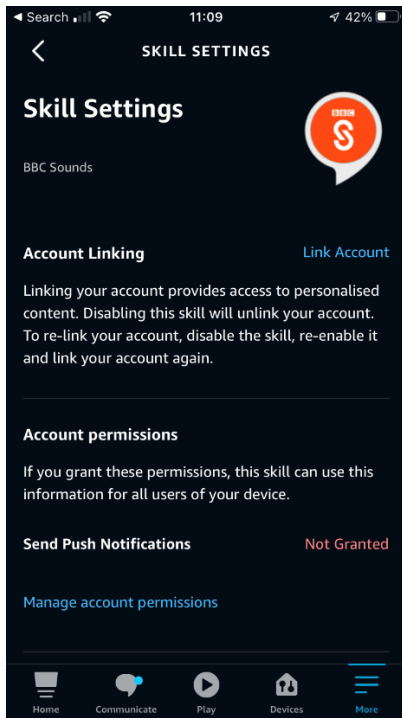 Search 11:09 42%
SKILL SETTINGS
Skill Settings
BBC
S
BBC Sounds
Account Linking Link Account
Linking your account provides access to personalised
content. Disabling this skill will unlink your account.
To re-link your account, disable the skill, re-enable it
and link your account again.
Account permissions
If you grant these permissions, this skill can use this
information for all users of your device.
Send Push Notifications Not Granted
Manage account permissions
Home Communicate Play Devices More